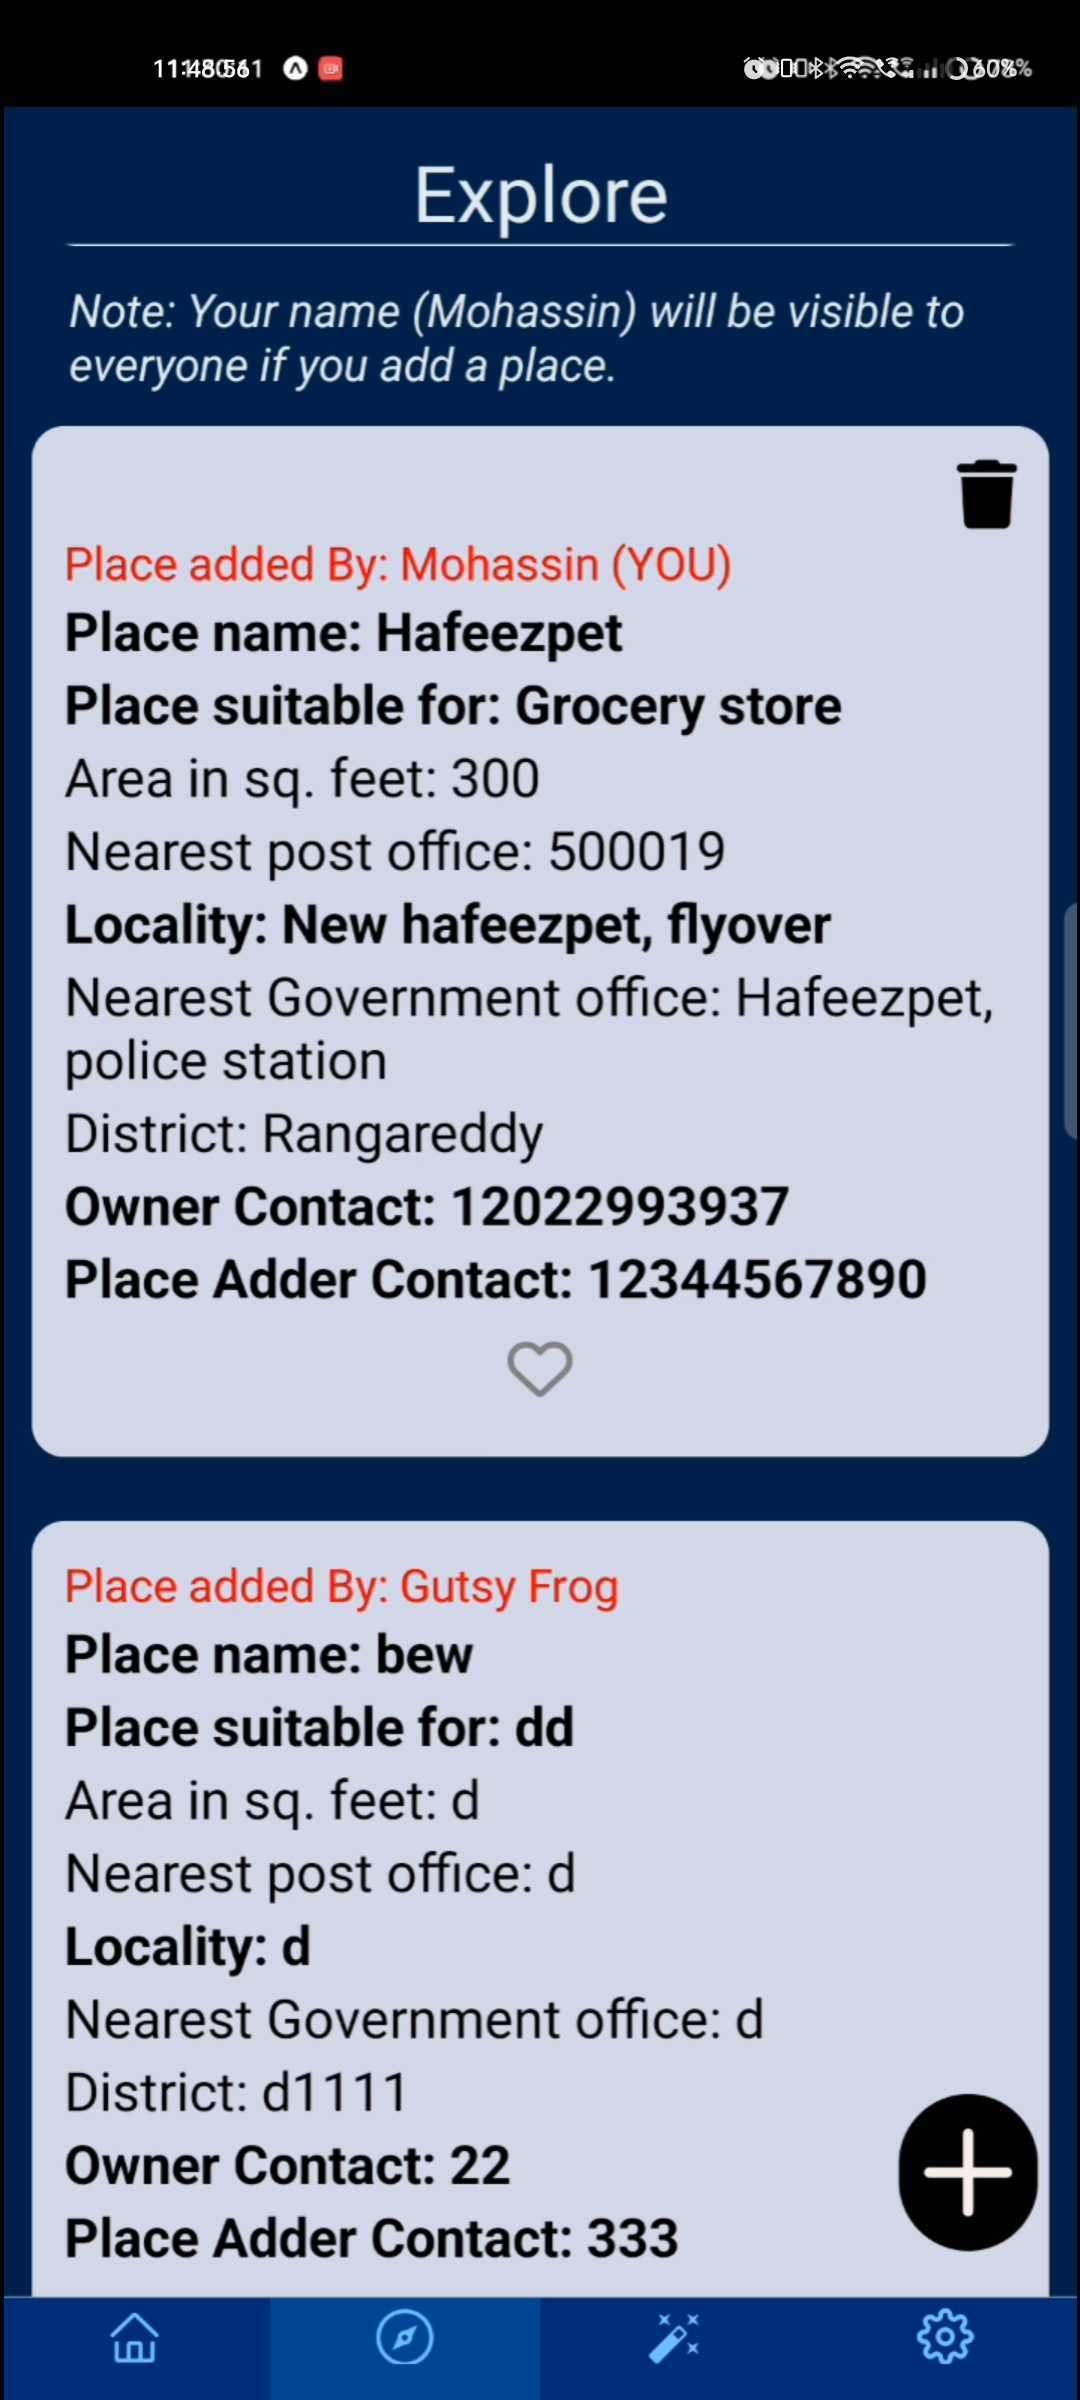 Explore
Note: Your name (Mohassin) will be visible to
everyone if you add a place.
Place added By: Mohassin (YOU)
Place name: Hafeezpet
Place suitable for: Grocery store
Area in sq. feet: 300
Nearest post office: 500019
Locality: New hafeezpet, flyover
Nearest Government office: Hafeezpet,
police station
District: Rangareddy
Owner Contact: 12022993937
Place Adder Contact: 12344567890
Place added By: Gutsy Frog
Place name: bew
Place suitable for: dd
Area in sq. feet: d
Nearest post office: d
Locality: d
Nearest Government office: d
District: d1111
Owner Contact: 22
Place Adder Contact: 333